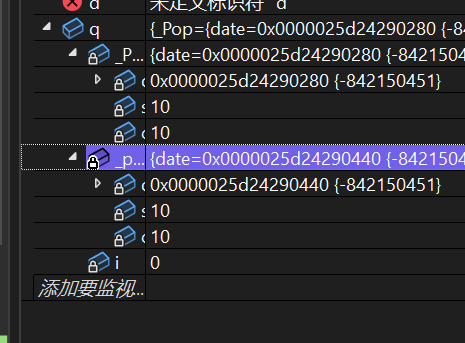 d 未定义标识符 "d"
q {_Pop={date=0x0000025d24290280 {-84
_P... {date=0x0000025d24290280 {-8421504
d 0x0000025d24290280 {-842150451}
s 10
c 10
_p... {date=0x0000025d24290440 {-8421504
d 0x0000025d24290440 {-842150451}
s 10
c 10
i 0
添加要监视...